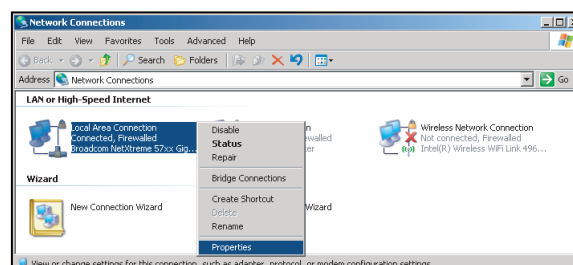 Network Connections
File Edit View Favorites Tools Advanced Help
Back Search Folders
Address Network Connections Go
LAN or High-Speed Internet
Local Area Connection
Connected, Firewalled
Broadcom NetXtreme 57xx Gig...
Disable
Status
Repair
Bridge Connections
Create Shortcut
Delete
Rename
Properties
Wireless Network Connection
Not connected, Firewalled
Intel(R) Wireless WiFi Link 496...
Wizard
New Connection Wizard
Wizard
View or change settings for this connection, such as adapter, protocol, or modem configuration settings.